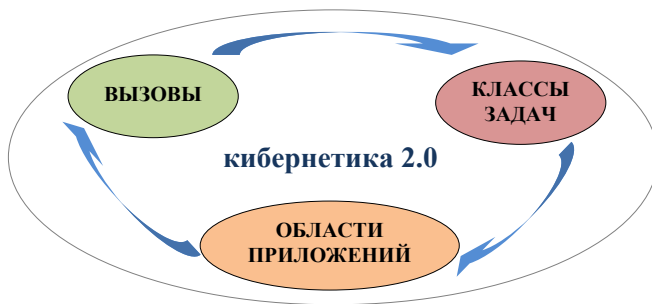 ВЫЗОВЫ
КЛАССЫ
ЗАДАЧ
кибернетика 2.0
ОБЛАСТИ
ПРИЛОЖЕНИЙ